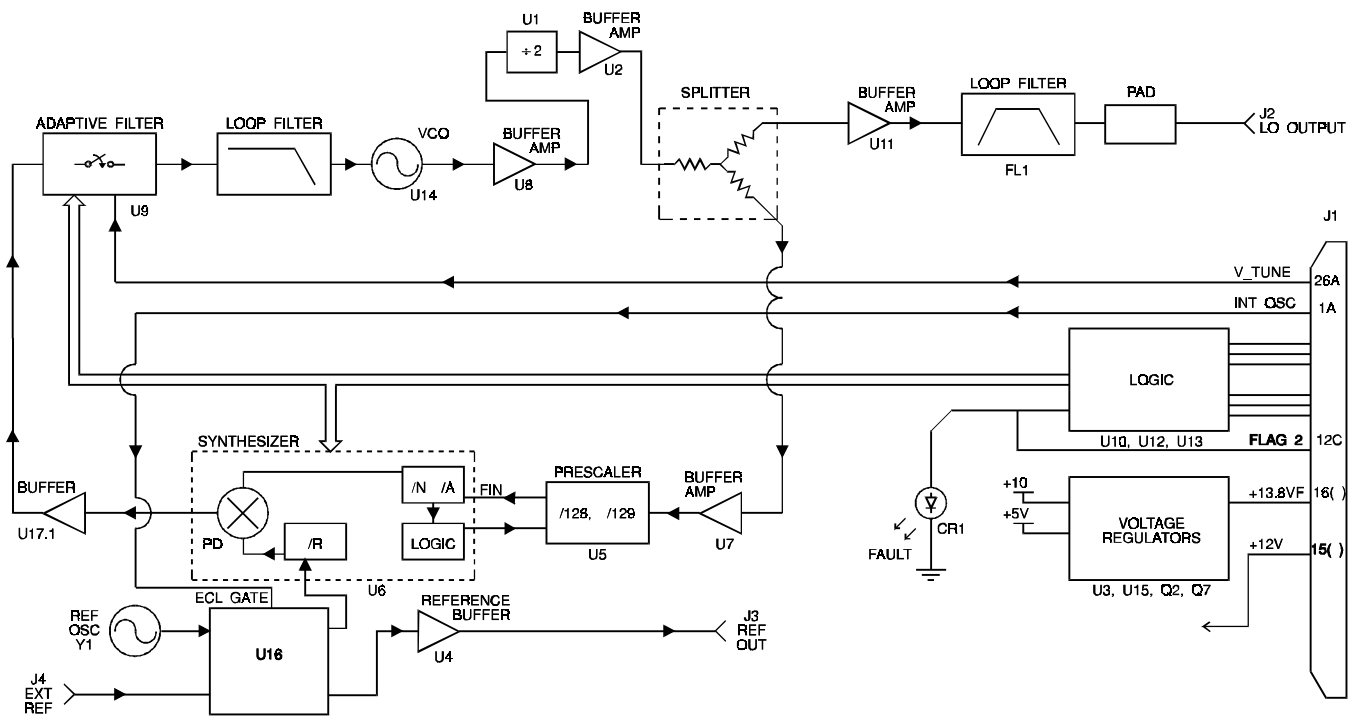 U1
÷2
BUFFER
AMP
U2
ADAPTIVE FILTER
U9
LOOP FILTER
VCO
U14
BUFFER
AMP
U8
SPLITTER
BUFFER
AMP
U11
LOOP FILTER
FL1
PAD
J2
LO OUTPUT
J1
V_TUNE
26A
INT OSC
1A
LOGIC
U10, U12, U13
FLAG 2
12C
SYNTHESIZER
/N /A
FIN
LOGIC
PD
/R
U6
PRESCALER
/128, /129
U5
BUFFER
AMP
U7
BUFFER
U17.1
CR1
FAULT
+10
+5V
VOLTAGE
REGULATORS
U3, U15, Q2, Q7
+13.8VF
16( )
+12V
15( )
ECL GATE
U16
REF
OSC
Y1
J4
EXT
REF
REFERENCE
BUFFER
U4
J3
REF
OUT